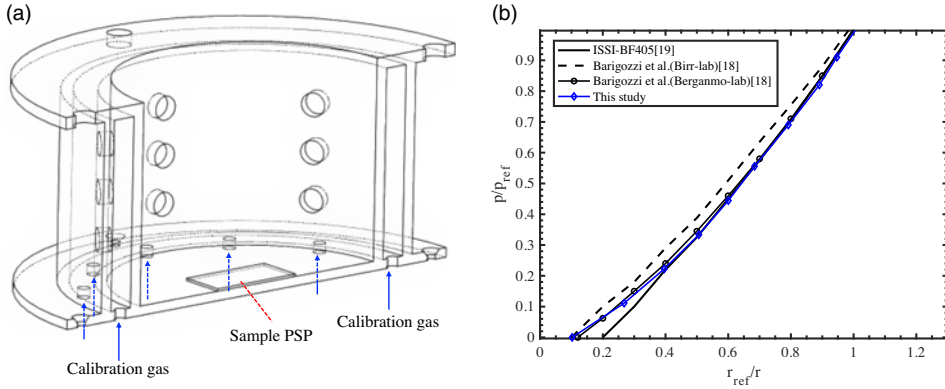 (a)
Sample PSP
Calibration gas
Calibration gas
(b)
ISSI-BF405[19]
Barigozzi et al.(Birr-lab)[18]
Barigozzi et al.(Berganmo-lab)[18]
This study
p/p_ref
0.9
0.8
0.7
0.6
0.5
0.4
0.3
0.2
0.1
0
0
0.2
0.4
0.6
0.8
1
1.2
r_ref/r